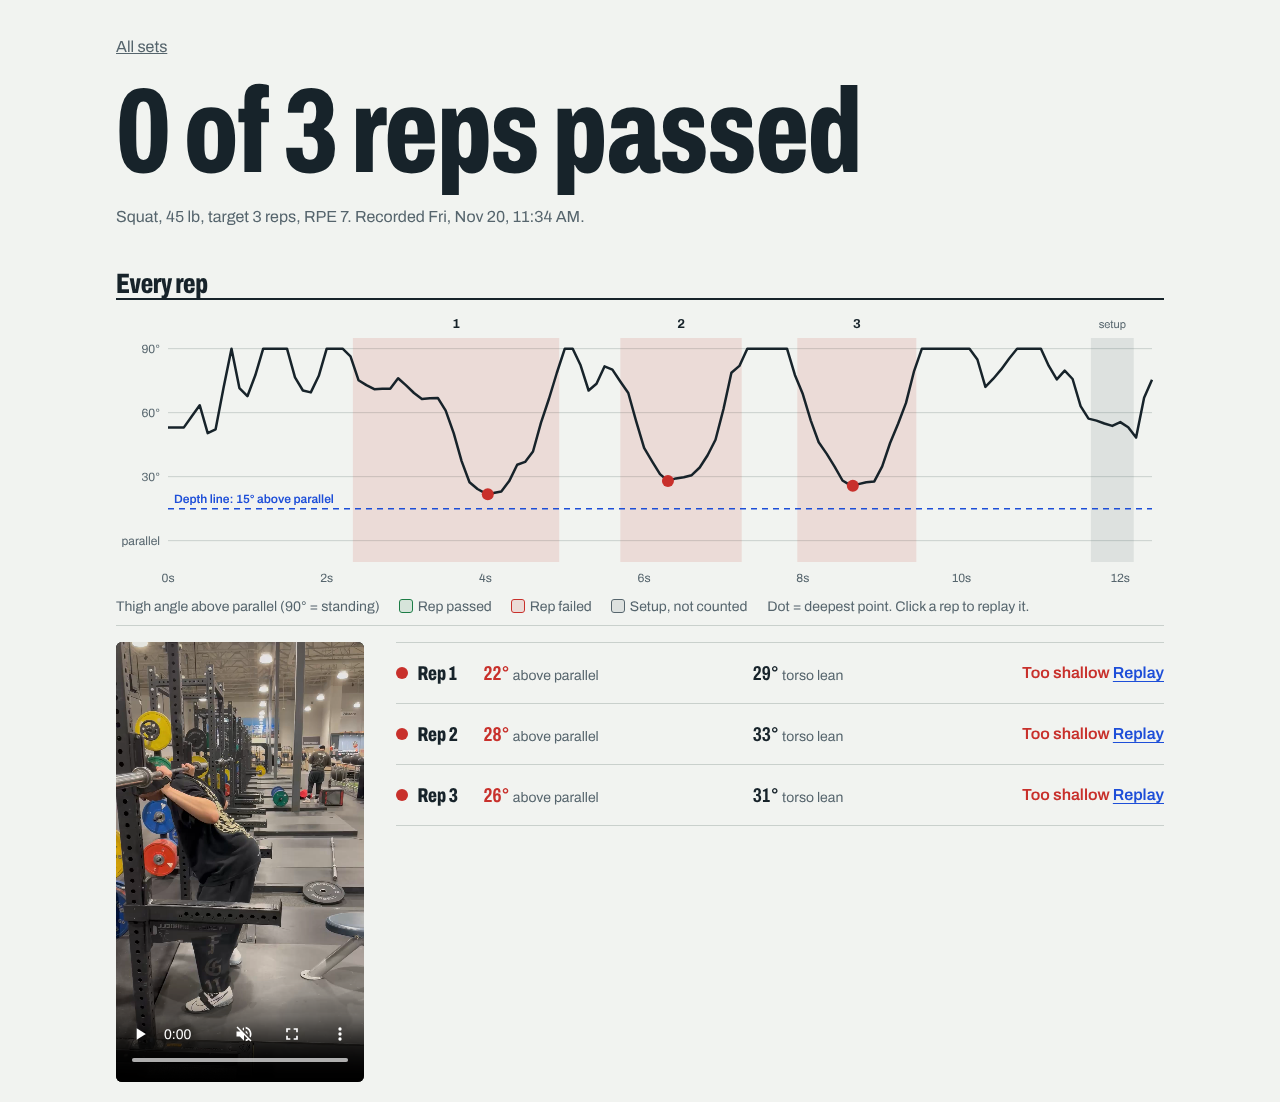 All sets
0 of 3 reps passed
Squat, 45 lb, target 3 reps, RPE 7. Recorded Fri, Nov 20, 11:34 AM.
Every rep
1 2 3 setup
90°
60°
30°
Depth line: 15° above parallel
parallel
0s 2s 4s 6s 8s 10s 12s
Thigh angle above parallel (90° = standing) Rep passed Rep failed Setup, not counted Dot = deepest point. Click a rep to replay it.
Rep 1 22° above parallel 29° torso lean Too shallow Replay
Rep 2 28° above parallel 33° torso lean Too shallow Replay
Rep 3 26° above parallel 31° torso lean Too shallow Replay
0:00